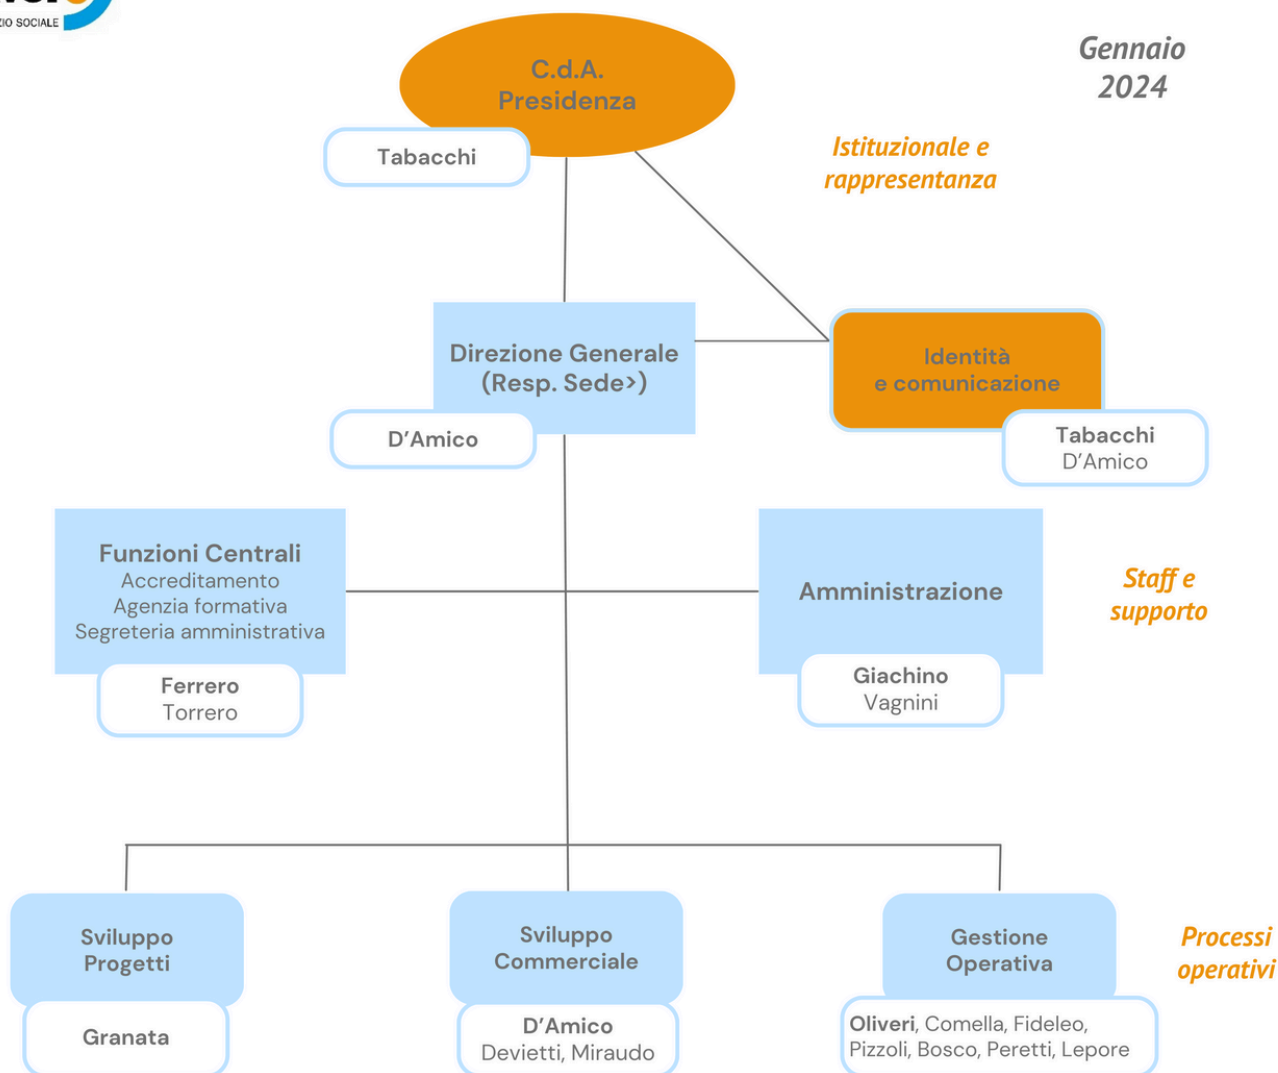 ZIO SOCIALE
Gennaio
2024
C.d.A.
Presidenza
Tabacchi
Istituzionale e
rappresentanza
Direzione Generale
(Resp. Sede>)
D'Amico
Identità
e comunicazione
Tabacchi
D'Amico
Funzioni Centrali
Accreditamento
Agenzia formativa
Segreteria amministrativa
Ferrero
Torrero
Amministrazione
Giachino
Vagnini
Staff e
supporto
Sviluppo
Progetti
Granata
Sviluppo
Commerciale
D'Amico
Devietti, Miraudo
Gestione
Operativa
Oliveri, Comella, Fideleo,
Pizzoli, Bosco, Peretti, Lepore
Processi
operativi